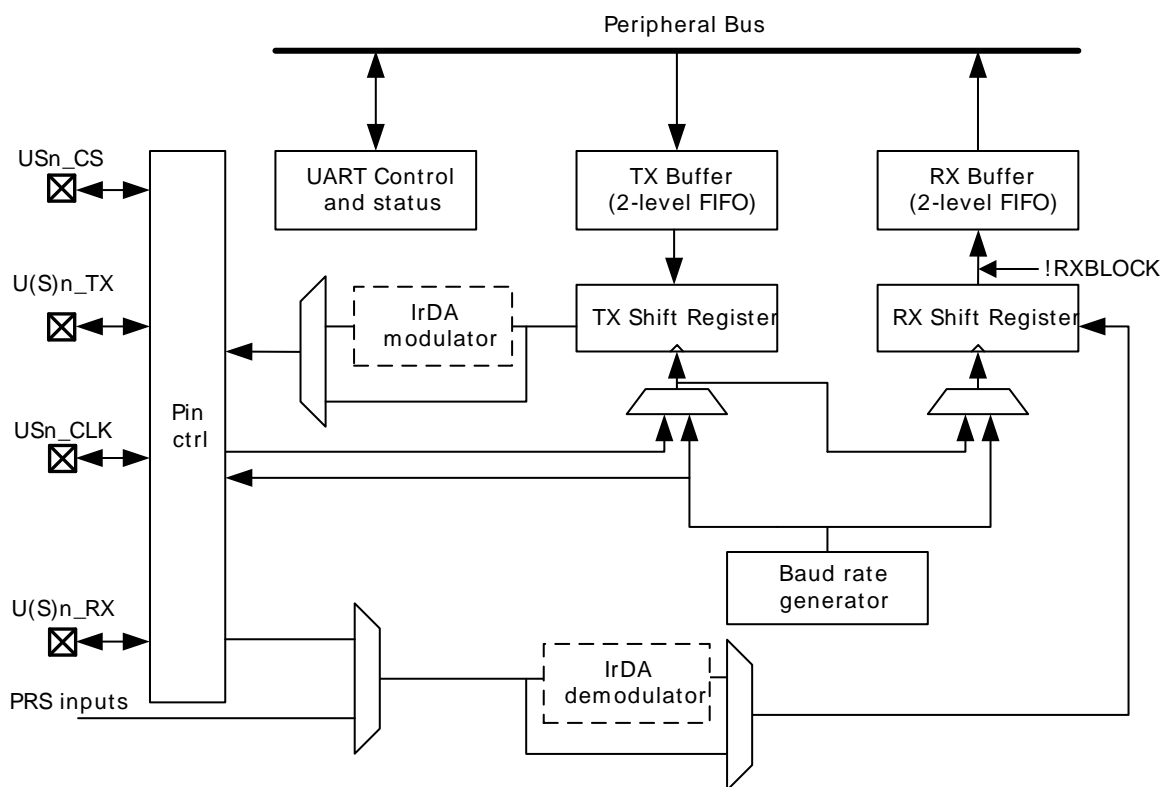 Peripheral Bus
USn_CS
UART Control
and status
TX Buffer
(2-level FIFO)
RX Buffer
(2-level FIFO)
!RXBLOCK
U(S)n_TX
IrDA
modulator
TX Shift Register
RX Shift Register
Pin
ctrl
USn_CLK
Baud rate
generator
U(S)n_RX
IrDA
demodulator
PRS inputs